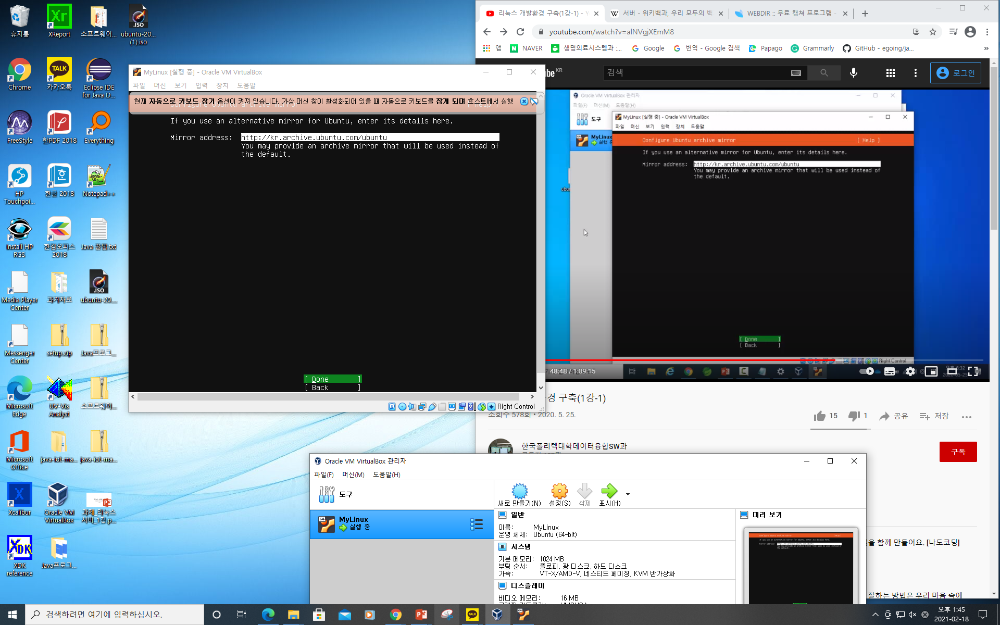 휴지통
XReport
소프트웨어...
ubuntu-20...
(1).iso
Chrome
카카오톡
Eclipse IDE
for Java D...
FreeStyle
한PDF 2018
Everything
HP
Touchpoi...
한글 2018
Notepad++
Install HP
RGS
한컴오피스
2018
Java 꿀팁.txt
Media Player
Center
과거자료
ubuntu-20....
Messenger
Center
setup.zip
Java프로그...
Microsoft
Edge
UV-Vis
Analyst
소프트웨어...
Microsoft
Office
java-iot-ma...
java-iot-ma...
Xcalibur
Oracle VM
VirtualBox
과제_리눅스
서버_1강.p...
XDK
reference
Java프로그...
MyLinux [실행 중] - Oracle VM VirtualBox
파일 머신 보기 입력 장치 도움말
현재 자동으로 키보드 잡기 옵션이 켜져 있습니다. 가상 머신 창이 활성화되어 있을 때 자동으로 키보드를 잡게 되며 호스트에서 실행
Configure Ubuntu archive mirror [ Help ]
If you use an alternative mirror for Ubuntu, enter its details here.
Mirror address: http://kr.archive.ubuntu.com/ubuntu
You may provide an archive mirror that will be used instead of
the default.
[ Done ]
[ Back ]
Right Control
리눅스 개발환경 구축(1강-1) - Y
서버 - 위키백과, 우리 모두의 백
WEBDIR :: 무료 캡쳐 프로그램 -
youtube.com/watch?v=alNVgjXEmM8
앱 NAVER 생명의료시스템과 :... Google 번역 - Google 검색 Papago Grammarly GitHub - egoing/ja... »
be KR
검색
로그인
Oracle VM VirtualBox 관리자
파일(F) 머신(M) 도움말(H)
도구
MyLinux
실행 중
MyLinux [실행 중] - Oracle VM VirtualBox
파일 머신 보기 입력 장치 도움말
Configure Ubuntu archive mirror [ Help ]
If you use an alternative mirror for Ubuntu, enter its details here.
Mirror address: http://kr.archive.ubuntu.com/ubuntu
You may provide an archive mirror that will be used instead of
the default.
[ Done ]
[ Back ]
Right Control
48:48 / 1:09:15
경 구축(1강-1)
조회수 578회 • 2020. 5. 25.
15 1 공유 저장
한국폴리텍대학데이터융합SW과
구독
함께 만들어요. [나도코딩]
잘하는 방법은 우리 마음 속에
Oracle VM VirtualBox 관리자
파일(F) 머신(M) 도움말(H)
도구
새로 만들기(N) 설정(S) 삭제 표시(H)
MyLinux
실행 중
일반
이름: MyLinux
운영 체제: Ubuntu (64-bit)
시스템
기본 메모리: 1024 MB
부팅 순서: 플로피, 광 디스크, 하드 디스크
가속: VT-X/AMD-V, 네스티드 페이징, KVM 반가상화
디스플레이
비디오 메모리: 16 MB
미리 보기
검색하려면 여기에 입력하십시오.
오후 1:45
2021-02-18